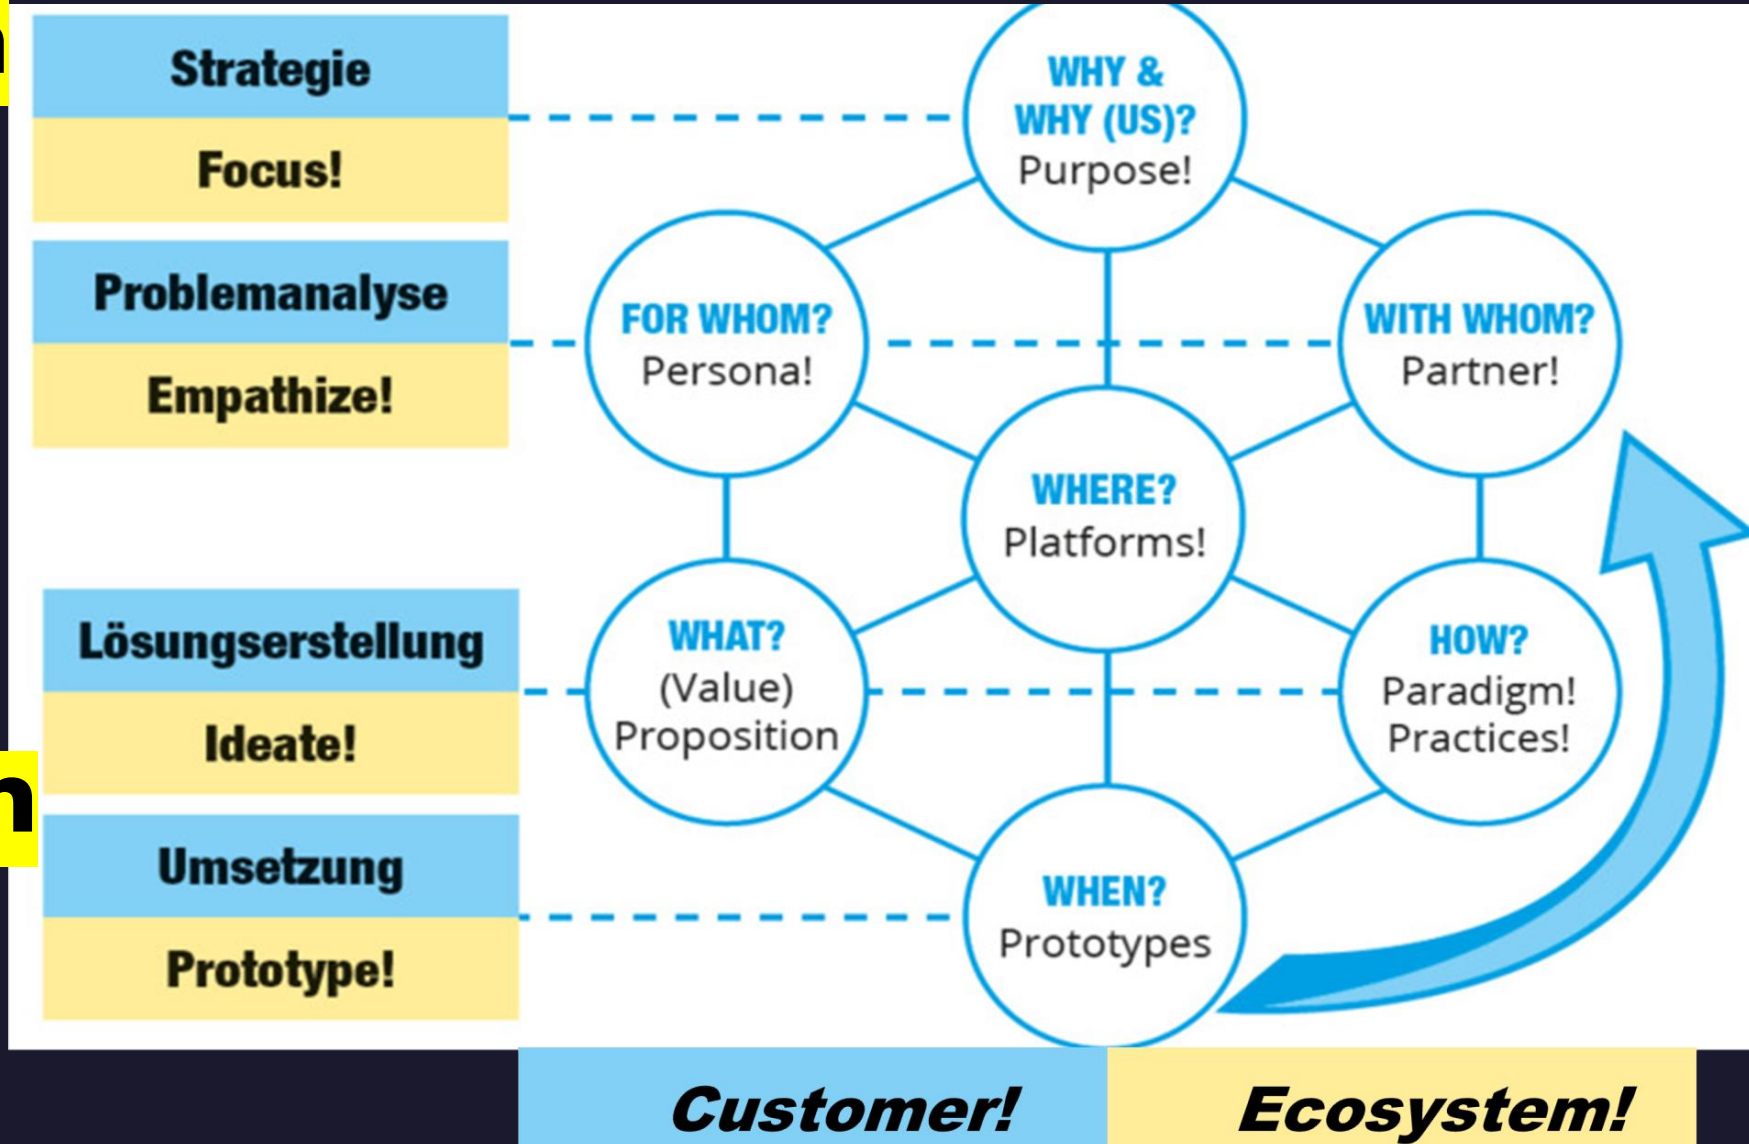 Strategie
Focus!
Problemanalyse
Empathize!
Lösungserstellung
Ideate!
Umsetzung
Prototype!
WHY &
WHY (US)?
Purpose!
FOR WHOM?
Persona!
WITH WHOM?
Partner!
WHERE?
Platforms!
WHAT?
(Value)
Proposition
HOW?
Paradigm!
Practices!
WHEN?
Prototypes
Customer!
Ecosystem!